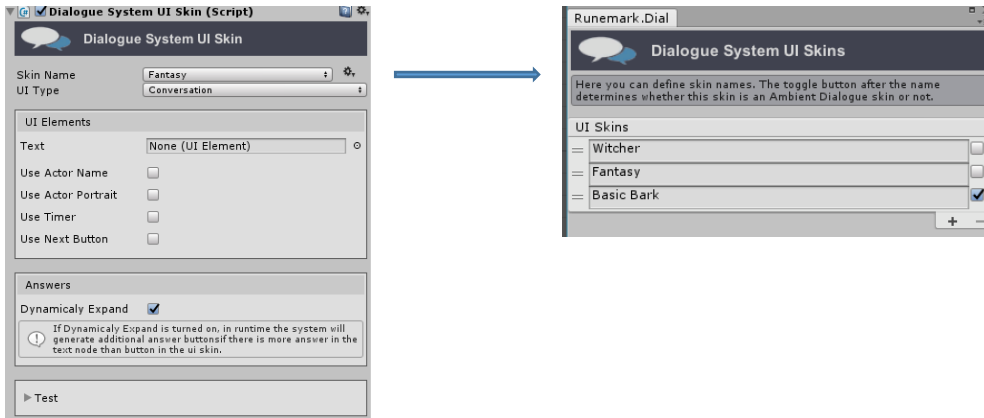 Dialogue System UI Skin (Script)
Dialogue System UI Skin
Skin Name Fantasy
UI Type Conversation
UI Elements
Text None (UI Element)
Use Actor Name
Use Actor Portrait
Use Timer
Use Next Button
Answers
Dynamicaly Expand
If Dynamicaly Expand is turned on, in runtime the system will
generate additional answer buttonsif there is more answer in the
text node than button in the ui skin.
Test
Runemark.Dial
Dialogue System UI Skins
Here you can define skin names. The toggle button after the name
determines whether this skin is an Ambient Dialogue skin or not.
UI Skins
Witcher
Fantasy
Basic Bark